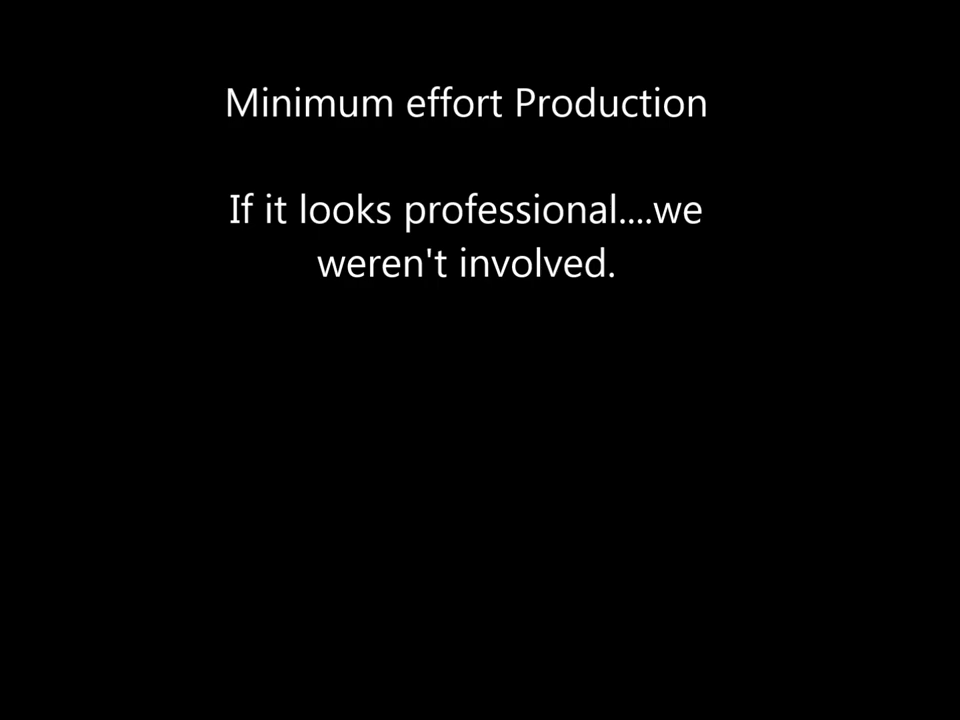 Minimum effort Production
If it looks professional....we
weren't involved.